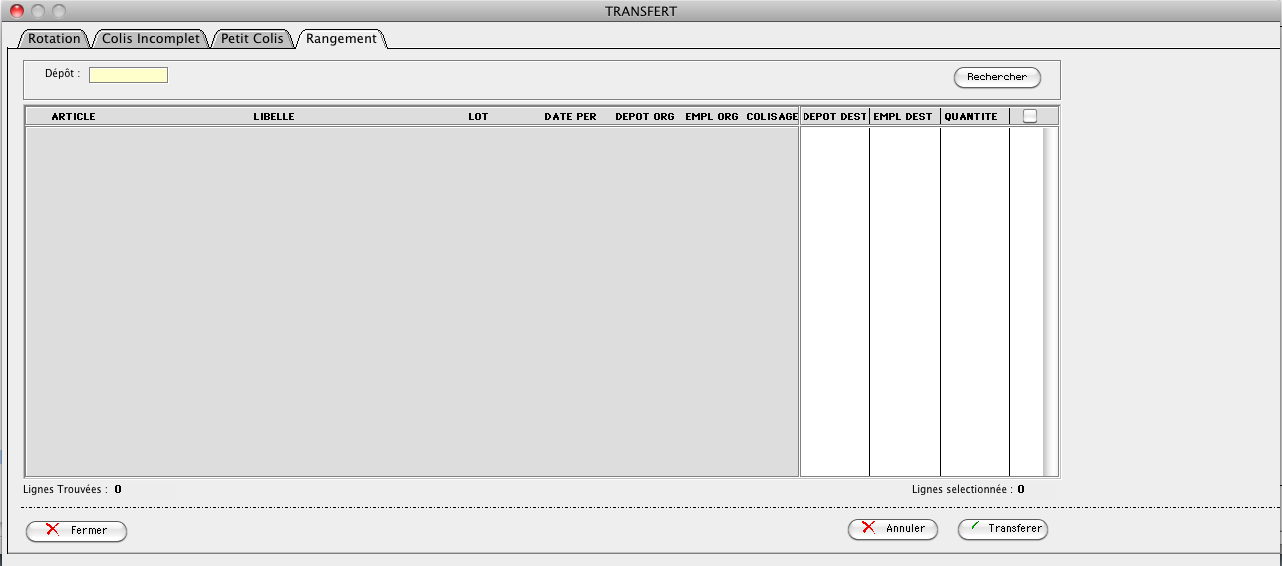 TRANSFERT
Rotation Colis Incomplet Petit Colis Rangement
Dépôt : Rechercher
ARTICLE LIBELLE LOT DATE PER DEPOT ORG EMPL ORG COLISAGE DEPOT DEST EMPL DEST QUANTITE
Lignes Trouvées : 0 Lignes selectionnée : 0
Fermer Annuler Transferer